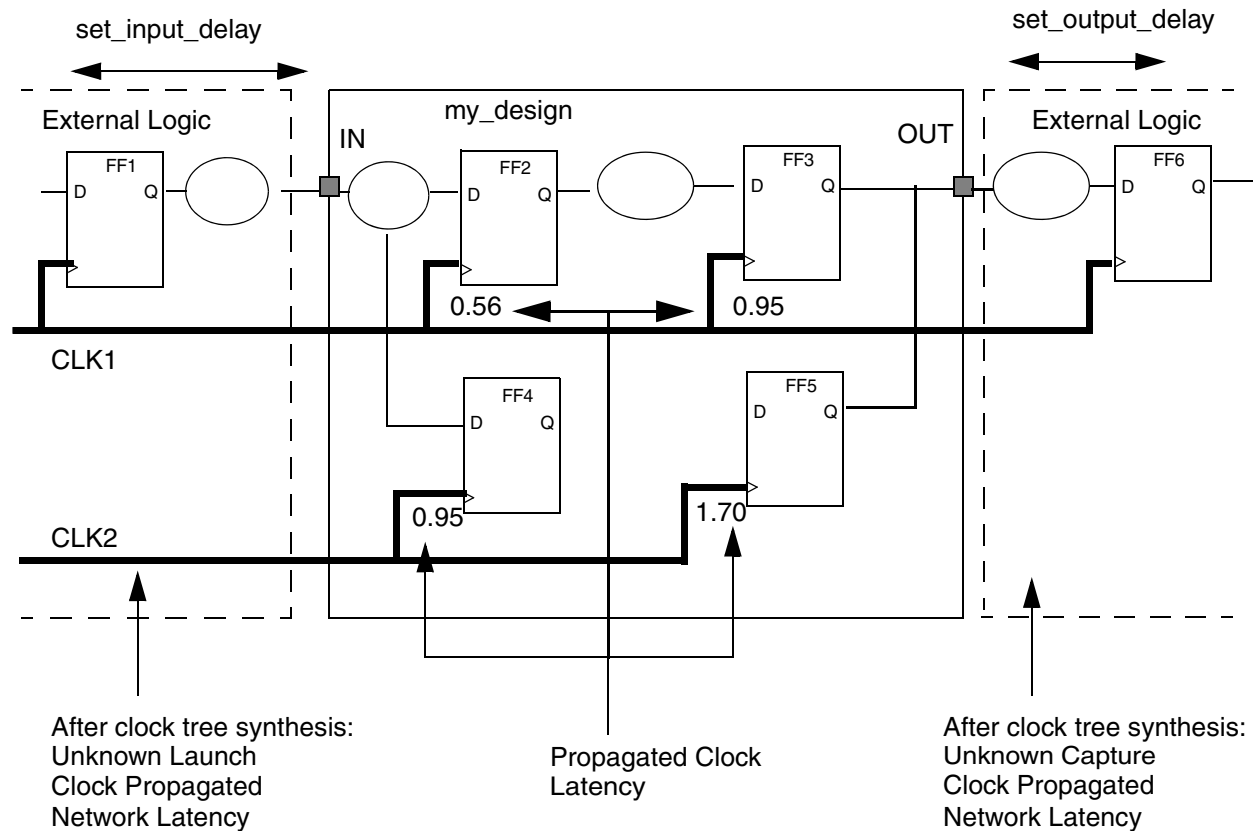 set_input_delay
set_output_delay
External Logic
my_design
External Logic
IN
OUT
FF1
D
Q
FF2
D
Q
FF3
D
Q
FF6
D
Q
0.56
0.95
CLK1
FF4
D
Q
FF5
D
Q
0.95
1.70
CLK2
After clock tree synthesis:
Unknown Launch
Clock Propagated
Network Latency
Propagated Clock
Latency
After clock tree synthesis:
Unknown Capture
Clock Propagated
Network Latency